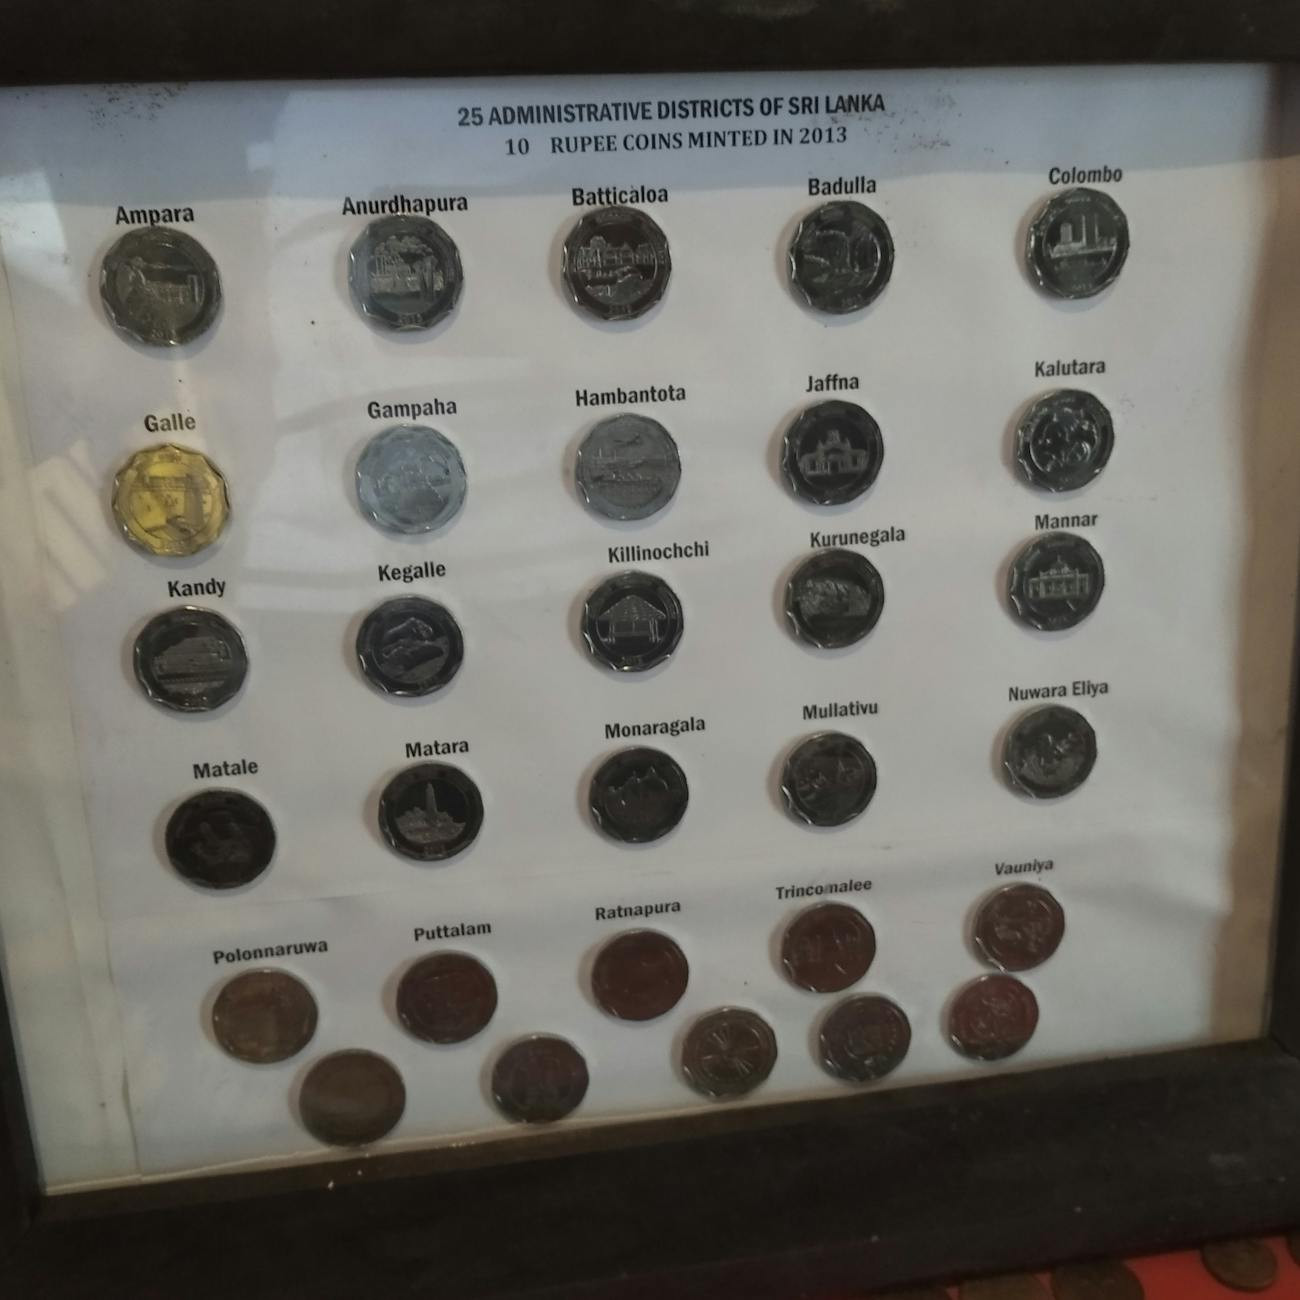 25 ADMINISTRATIVE DISTRICTS OF SRI LANKA
10 RUPEE COINS MINTED IN 2013
Ampara Anurdhapura Batticaloa Badulla Colombo
Galle Gampaha Hambantota Jaffna Kalutara
Kandy Kegalle Killinochchi Kurunegala Mannar
Matale Matara Monaragala Mullativu Nuwara Eliya
Polonnaruwa Puttalam Ratnapura Trincomalee Vauniya